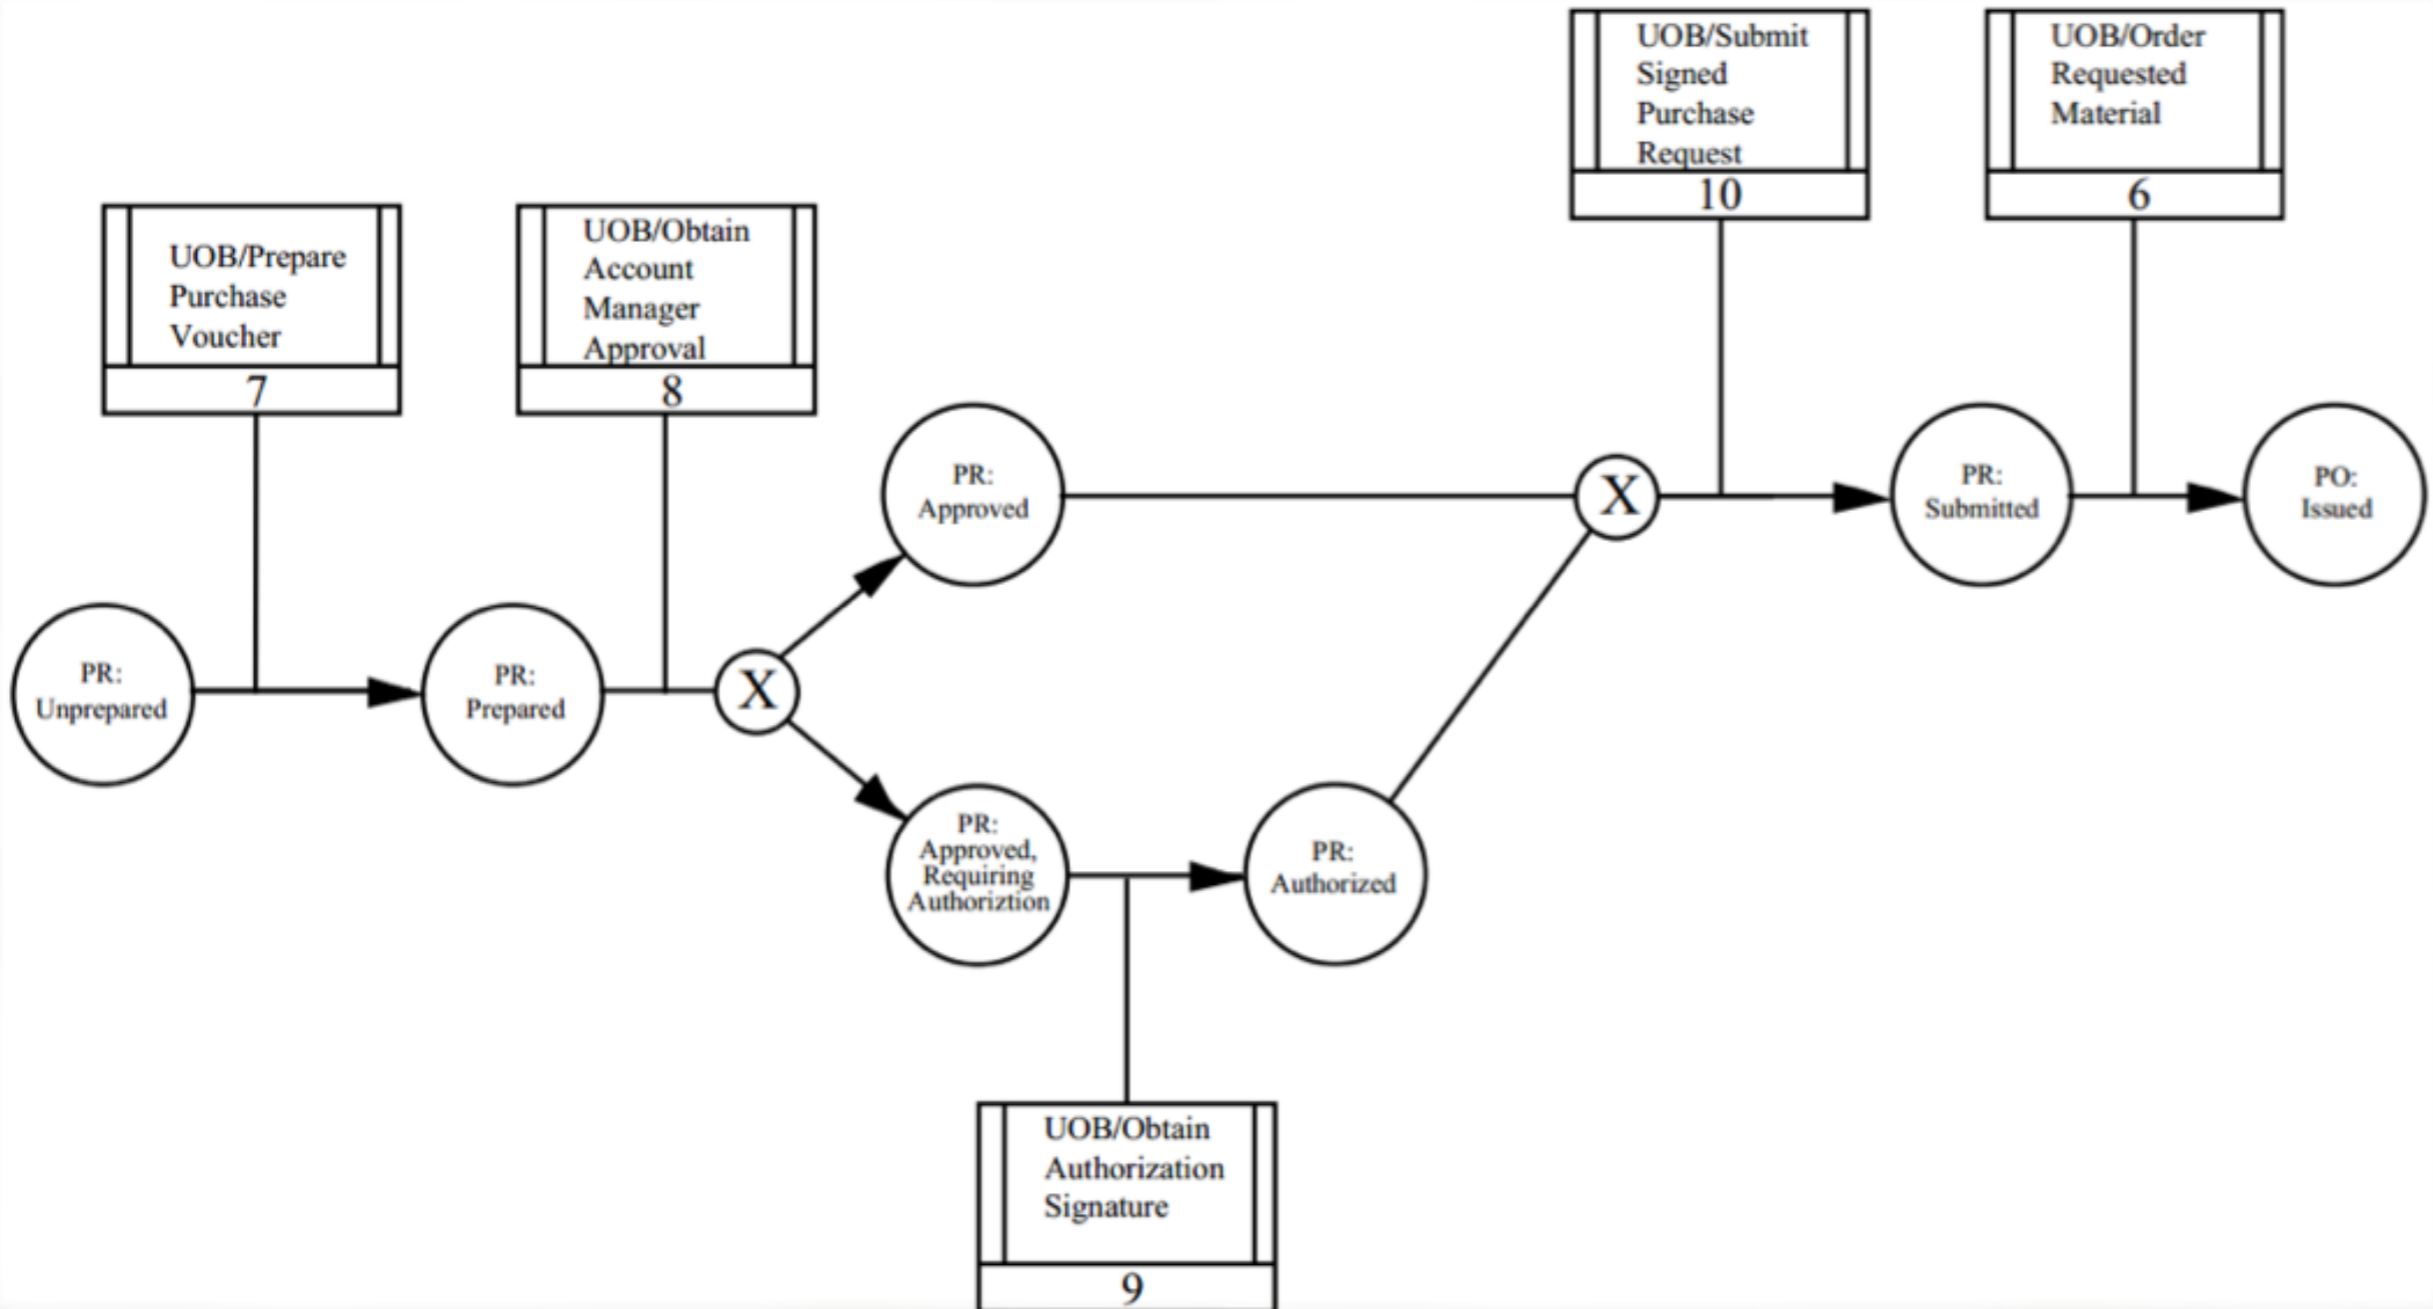 UOB/Submit
Signed
Purchase
Request
10
UOB/Order
Requested
Material
6
UOB/Prepare
Purchase
Voucher
7
UOB/Obtain
Account
Manager
Approval
8
PR:
Approved
X
PR:
Submitted
PO:
Issued
PR:
Unprepared
PR:
Prepared
X
PR:
Approved,
Requiring
Authoriztion
PR:
Authorized
UOB/Obtain
Authorization
Signature
9